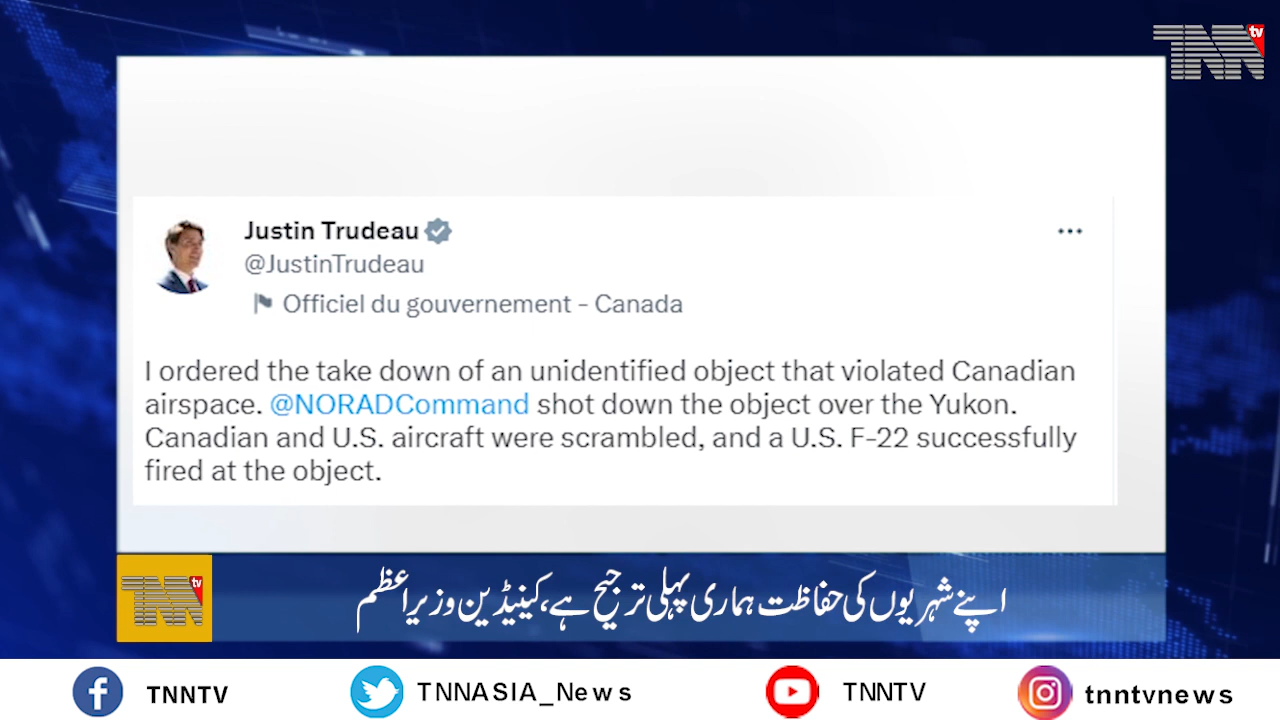 TNN tv
Justin Trudeau
@JustinTrudeau
Officiel du gouvernement - Canada
I ordered the take down of an unidentified object that violated Canadian
airspace. @NORADCommand shot down the object over the Yukon.
Canadian and U.S. aircraft were scrambled, and a U.S. F-22 successfully
fired at the object.
TNN tv
اپنے شہریوں کی حفاظت ہماری پہلی ترجیح ہے، کینیڈین وزیراعظم
TNNTV
TNNASIA_News
TNNTV
tnntvnews